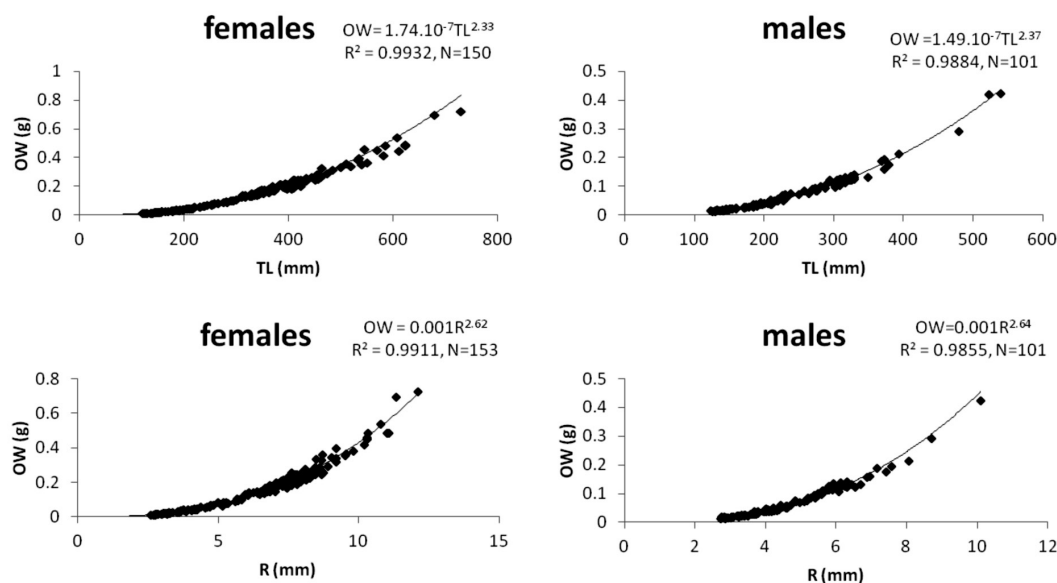 females
OW = 1.74.10-7TL2.33
R² = 0.9932, N=150
1
0.8
0.6
0.4
0.2
0
OW (g)
0 200 400 600 800
TL (mm)
males
OW =1.49.10-7TL2.37
R² = 0.9884, N=101
0.5
0.4
0.3
0.2
0.1
0
OW (g)
0 100 200 300 400 500 600
TL (mm)
females
OW = 0.001R2.62
R² = 0.9911, N=153
0.8
0.6
0.4
0.2
0
OW (g)
0 5 10 15
R (mm)
males
OW=0.001R2.64
R² = 0.9855, N=101
0.5
0.4
0.3
0.2
0.1
0
OW (g)
0 2 4 6 8 10 12
R (mm)